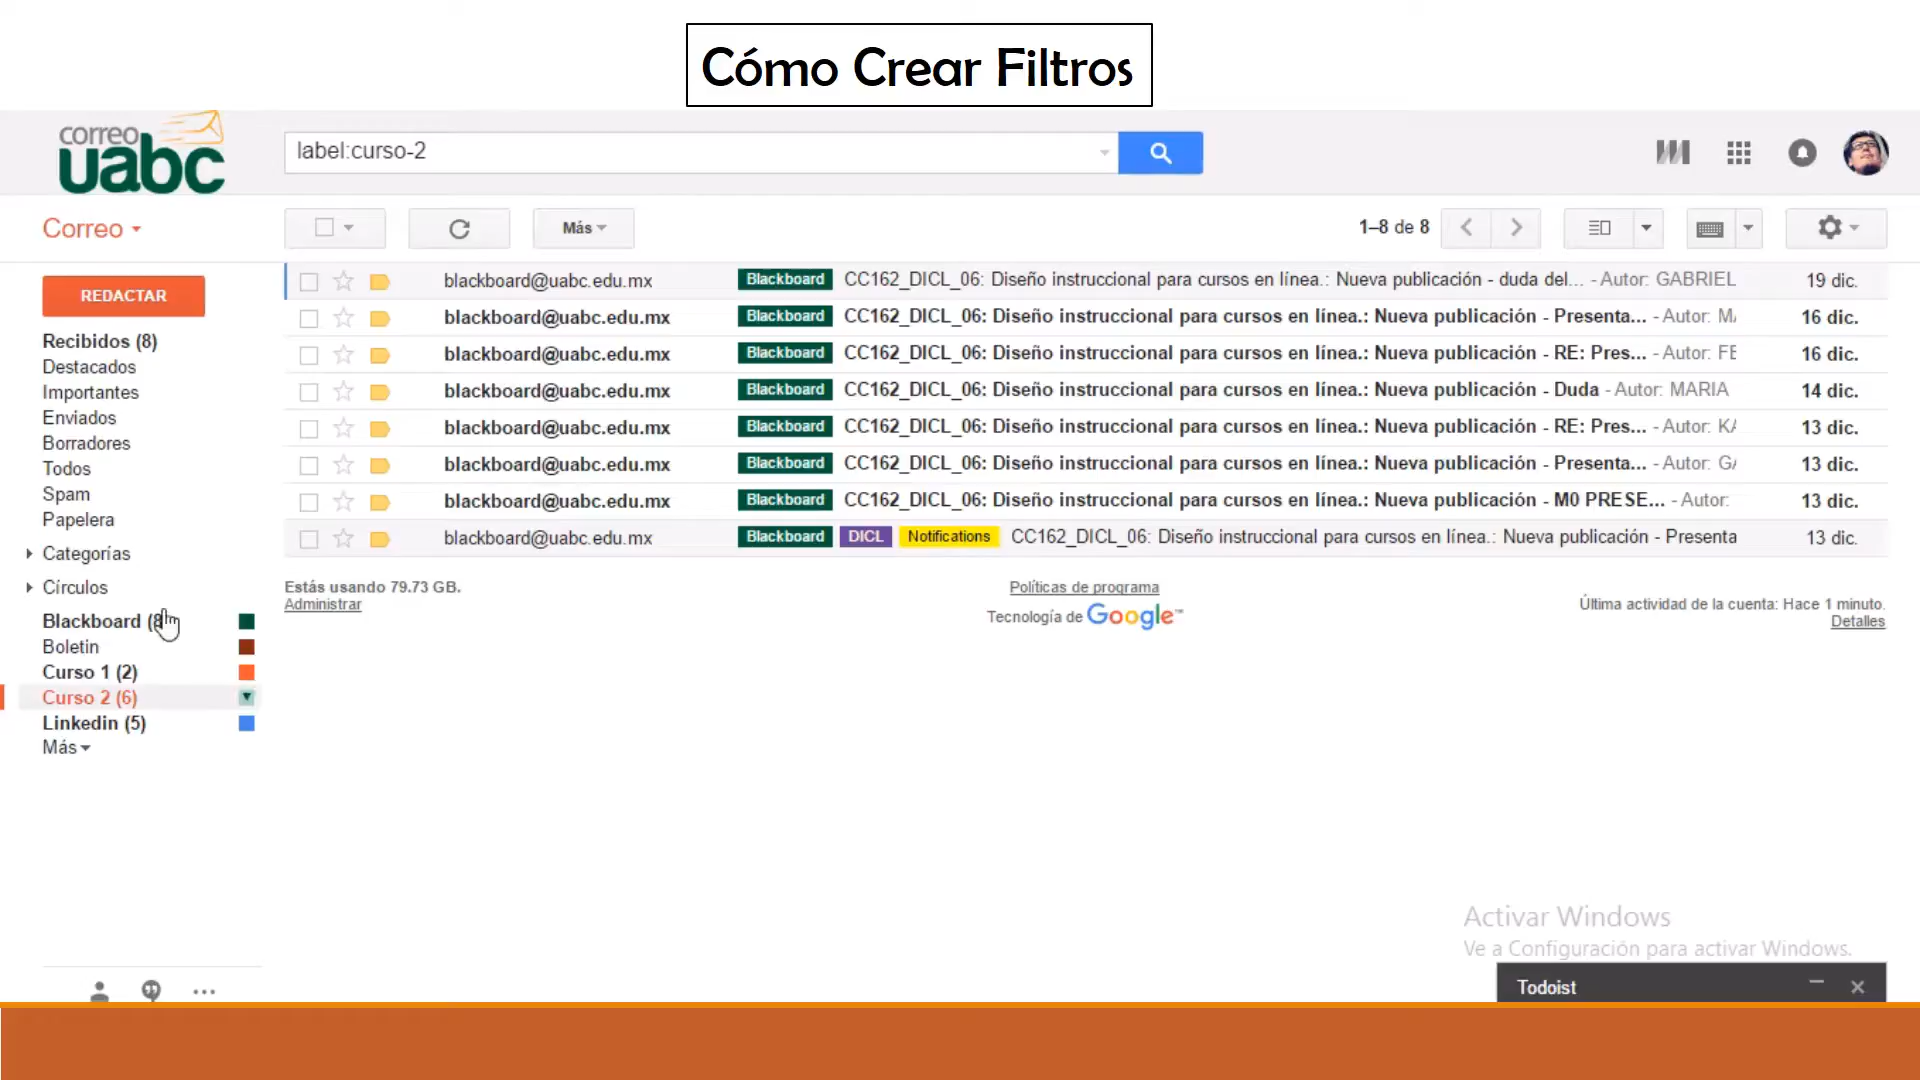 Cómo Crear Filtros
correo
uabc
label:curso-2
Correo
Más
1–8 de 8
REDACTAR
Recibidos (8)
Destacados
Importantes
Enviados
Borradores
Todos
Spam
Papelera
Categorías
Círculos
Blackboard (8
Boletin
Curso 1 (2)
Curso 2 (6)
Linkedin (5)
Más
blackboard@uabc.edu.mx Blackboard CC162_DICL_06: Diseño instruccional para cursos en línea.: Nueva publicación - duda del... - Autor: GABRIEL 19 dic.
blackboard@uabc.edu.mx Blackboard CC162_DICL_06: Diseño instruccional para cursos en línea.: Nueva publicación - Presenta... - Autor: MA 16 dic.
blackboard@uabc.edu.mx Blackboard CC162_DICL_06: Diseño instruccional para cursos en línea.: Nueva publicación - RE: Pres... - Autor: FE 16 dic.
blackboard@uabc.edu.mx Blackboard CC162_DICL_06: Diseño instruccional para cursos en línea.: Nueva publicación - Duda - Autor: MARIA 14 dic.
blackboard@uabc.edu.mx Blackboard CC162_DICL_06: Diseño instruccional para cursos en línea.: Nueva publicación - RE: Pres... - Autor: KA 13 dic.
blackboard@uabc.edu.mx Blackboard CC162_DICL_06: Diseño instruccional para cursos en línea.: Nueva publicación - Presenta... - Autor: GA 13 dic.
blackboard@uabc.edu.mx Blackboard CC162_DICL_06: Diseño instruccional para cursos en línea.: Nueva publicación - M0 PRESE... - Autor: 13 dic.
blackboard@uabc.edu.mx Blackboard DICL Notifications CC162_DICL_06: Diseño instruccional para cursos en línea.: Nueva publicación - Presenta 13 dic.
Estás usando 79.73 GB.
Administrar
Políticas de programa
Tecnología de Google™
Última actividad de la cuenta: Hace 1 minuto.
Detalles
Activar Windows
Ve a Configuración para activar Windows.
Todoist